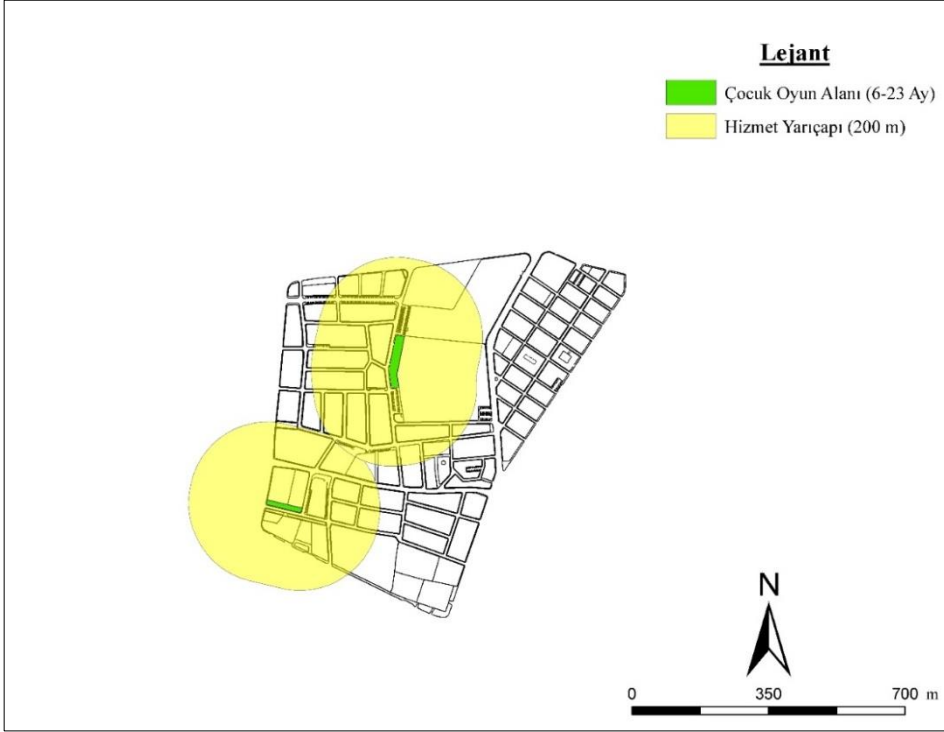 Lejant
Çocuk Oyun Alanı (6-23 Ay)
Hizmet Yarıçapı (200 m)
N
0 350 700 m